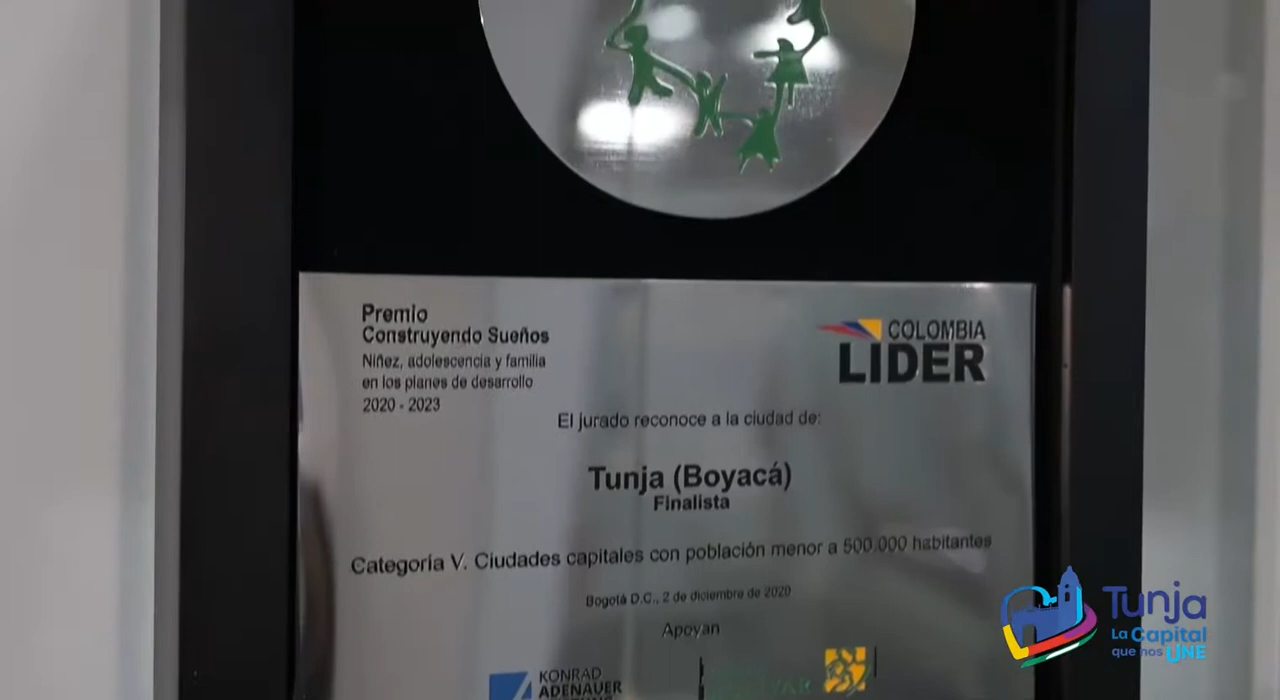 Premio
Construyendo Sueños
Niñez, adolescencia y familia
en los planes de desarrollo
2020 - 2023
COLOMBIA
LIDER
El jurado reconoce a la ciudad de:
Tunja (Boyacá)
Finalista
Categoría V. Ciudades capitales con población menor a 500.000 habitantes
Bogotá D.C., 2 de diciembre de 2020
Apoyan
KONRAD
ADENAUER
Tunja
La Capital
que nos UNE